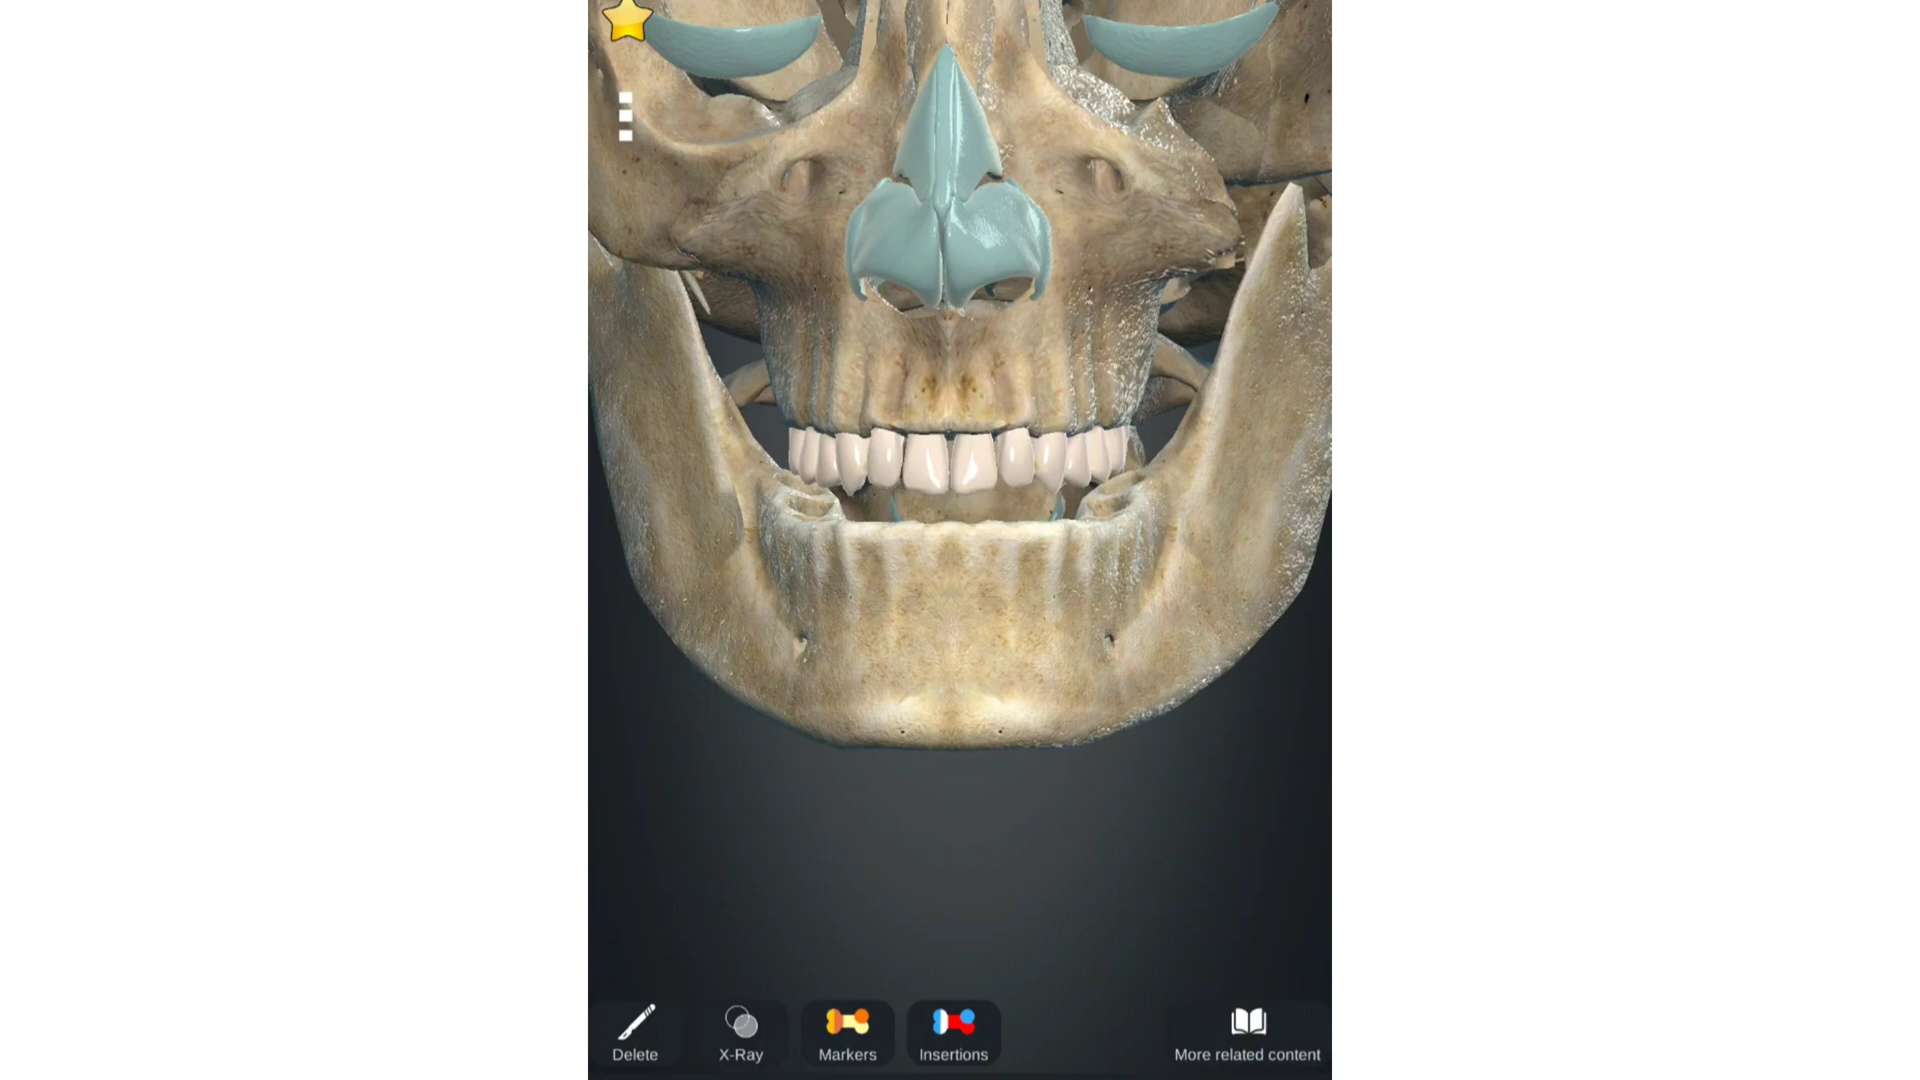 Delete
X-Ray
Markers
Insertions
More related content